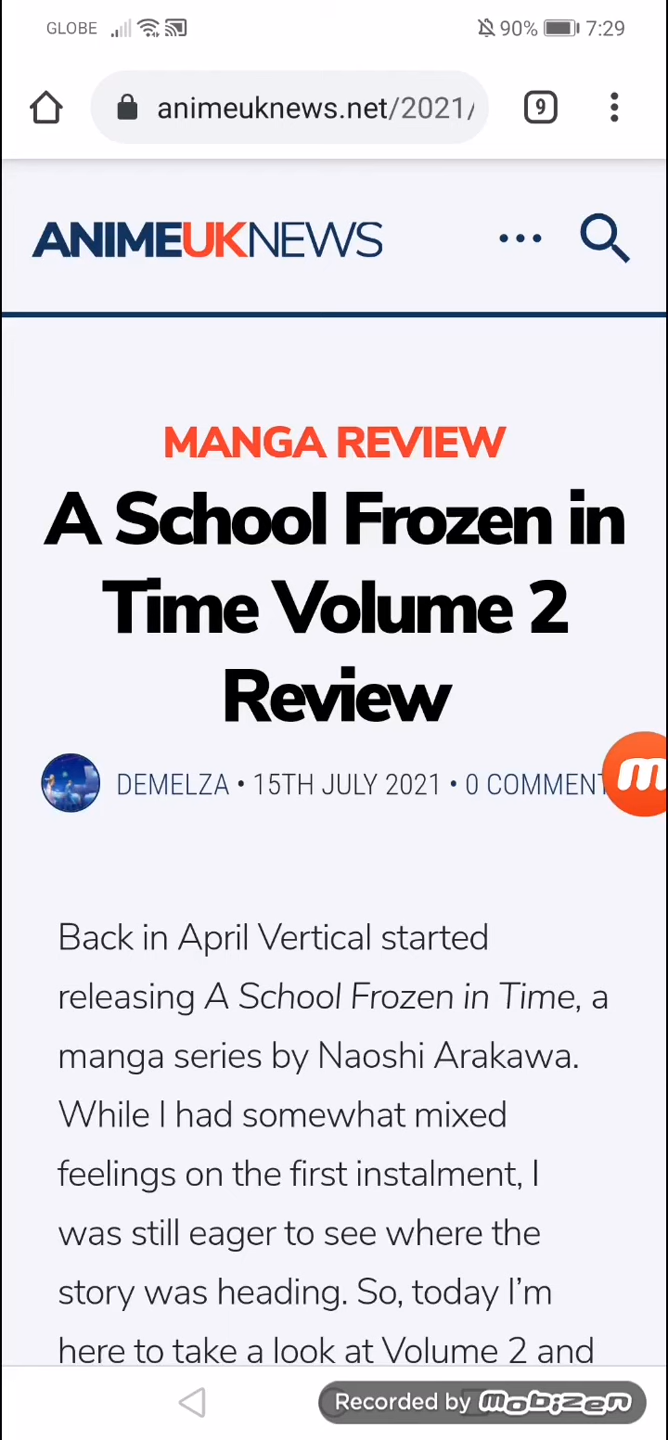 GLOBE 90% 7:29
animeuknews.net/2021/ 9
ANIMEUKNEWS
MANGA REVIEW
A School Frozen in
Time Volume 2
Review
DEMELZA • 15TH JULY 2021 • 0 COMMENT
m
Back in April Vertical started
releasing A School Frozen in Time, a
manga series by Naoshi Arakawa.
While I had somewhat mixed
feelings on the first instalment, I
was still eager to see where the
story was heading. So, today I'm
here to take a look at Volume 2 and
Recorded by mobizen